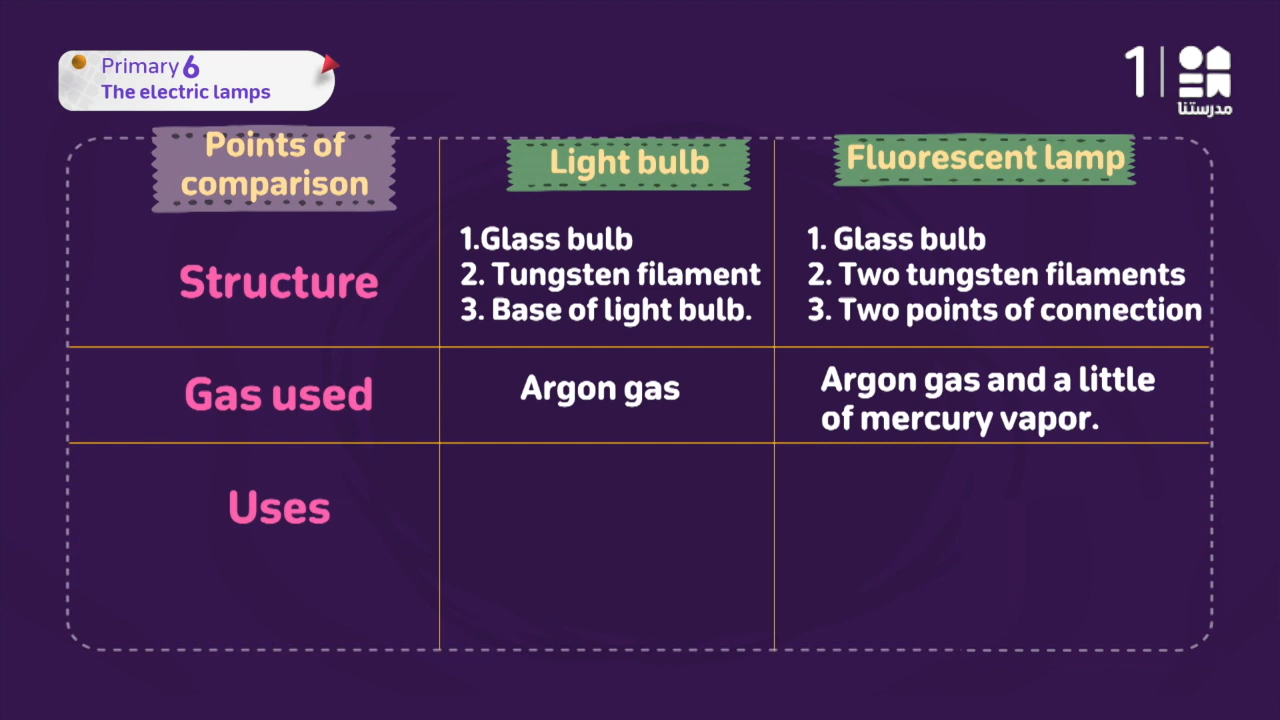 Primary 6
The electric lamps
1
مدرستنا
Points of
comparison
Light bulb
Fluorescent lamp
Structure
1.Glass bulb
2. Tungsten filament
3. Base of light bulb.
1. Glass bulb
2. Two tungsten filaments
3. Two points of connection
Gas used
Argon gas
Argon gas and a little
of mercury vapor.
Uses